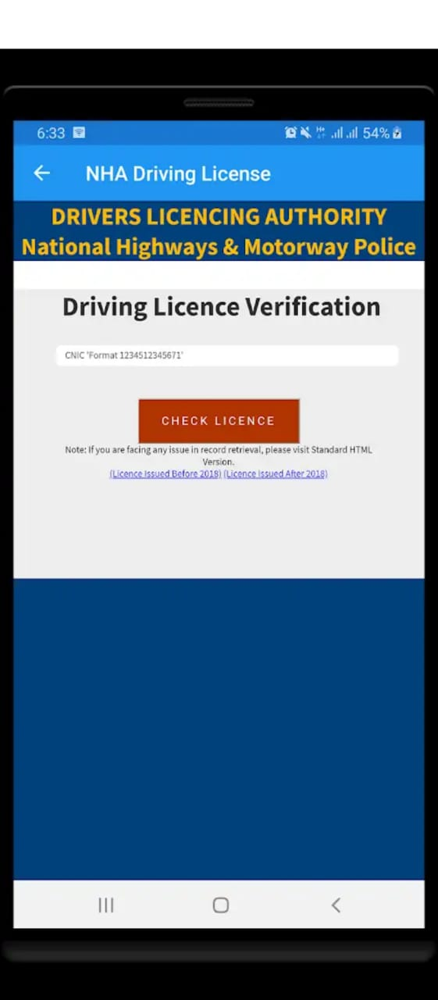 6:33 54%
NHA Driving License
DRIVERS LICENCING AUTHORITY
National Highways & Motorway Police
Driving Licence Verification
CNIC 'Format 1234512345671'
CHECK LICENCE
Note: If you are facing any issue in record retrieval, please visit Standard HTML
Version.
(Licence Issued Before 2018) (Licence Issued After 2018)